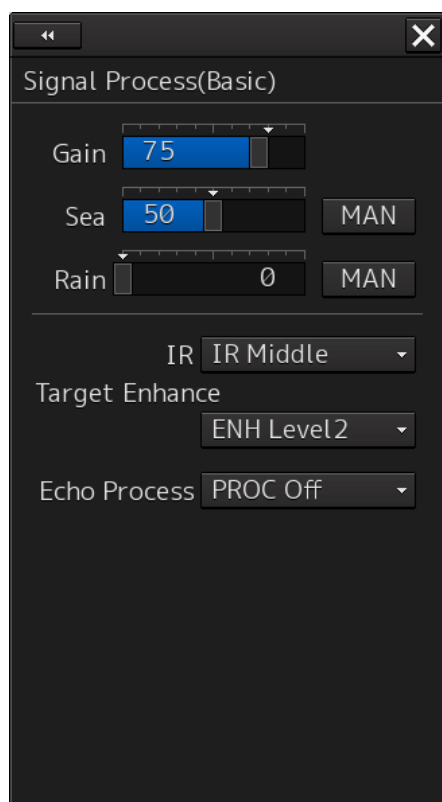 Signal Process(Basic)
Gain 75
Sea 50 MAN
Rain 0 MAN
IR IR Middle
Target Enhance
ENH Level2
Echo Process PROC Off